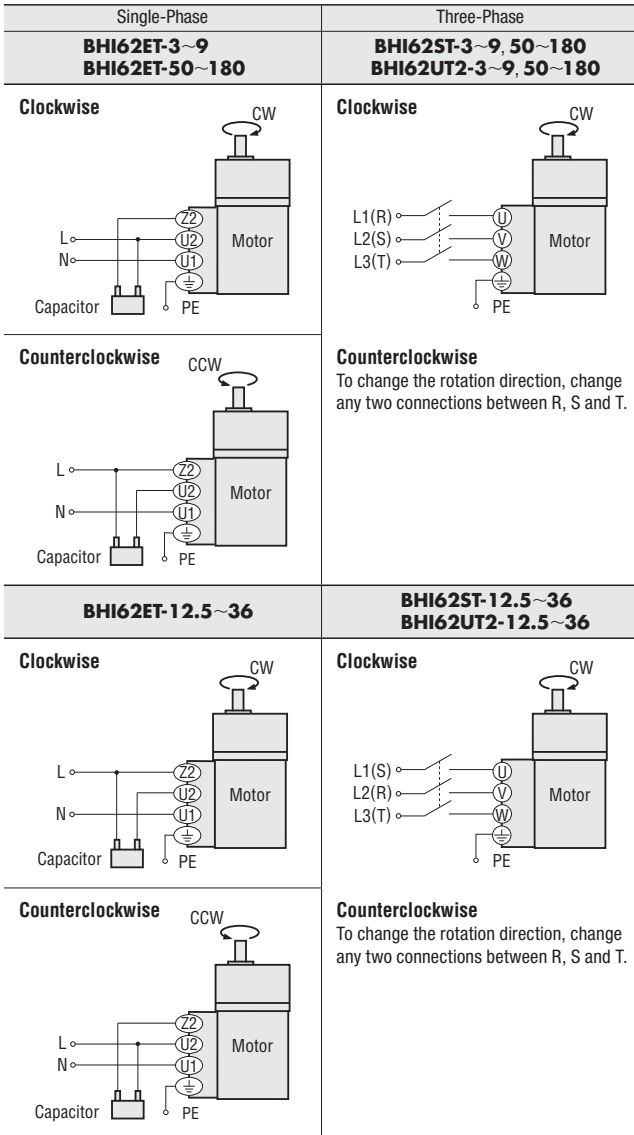 Single-Phase
Three-Phase
BHI62ET-3~9
BHI62ET-50~180
BHI62ST-3~9, 50~180
BHI62UT2-3~9, 50~180
Clockwise
CW
Z2
L
U2
Motor
N
U1
Capacitor
PE
Clockwise
CW
L1(R)
U
L2(S)
V
Motor
L3(T)
W
PE
Counterclockwise
CCW
L
Z2
U2
Motor
N
U1
Capacitor
PE
Counterclockwise
To change the rotation direction, change
any two connections between R, S and T.
BHI62ET-12.5~36
BHI62ST-12.5~36
BHI62UT2-12.5~36
Clockwise
CW
L
Z2
U2
Motor
N
U1
Capacitor
PE
Clockwise
CW
L1(S)
U
L2(R)
V
Motor
L3(T)
W
PE
Counterclockwise
CCW
Z2
L
U2
Motor
N
U1
Capacitor
PE
Counterclockwise
To change the rotation direction, change
any two connections between R, S and T.